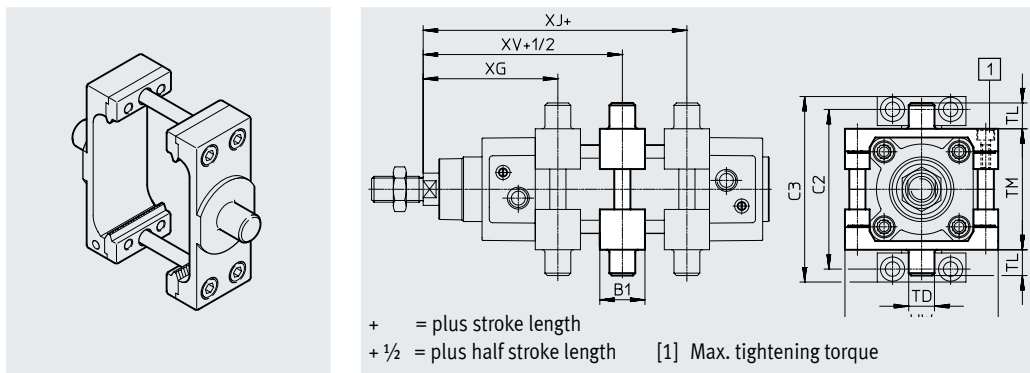 XJ+
XV+1/2
XG
1
TL
C3
C2
TM
TL
B1
TD
+ = plus stroke length
+ ½ = plus half stroke length [1] Max. tightening torque